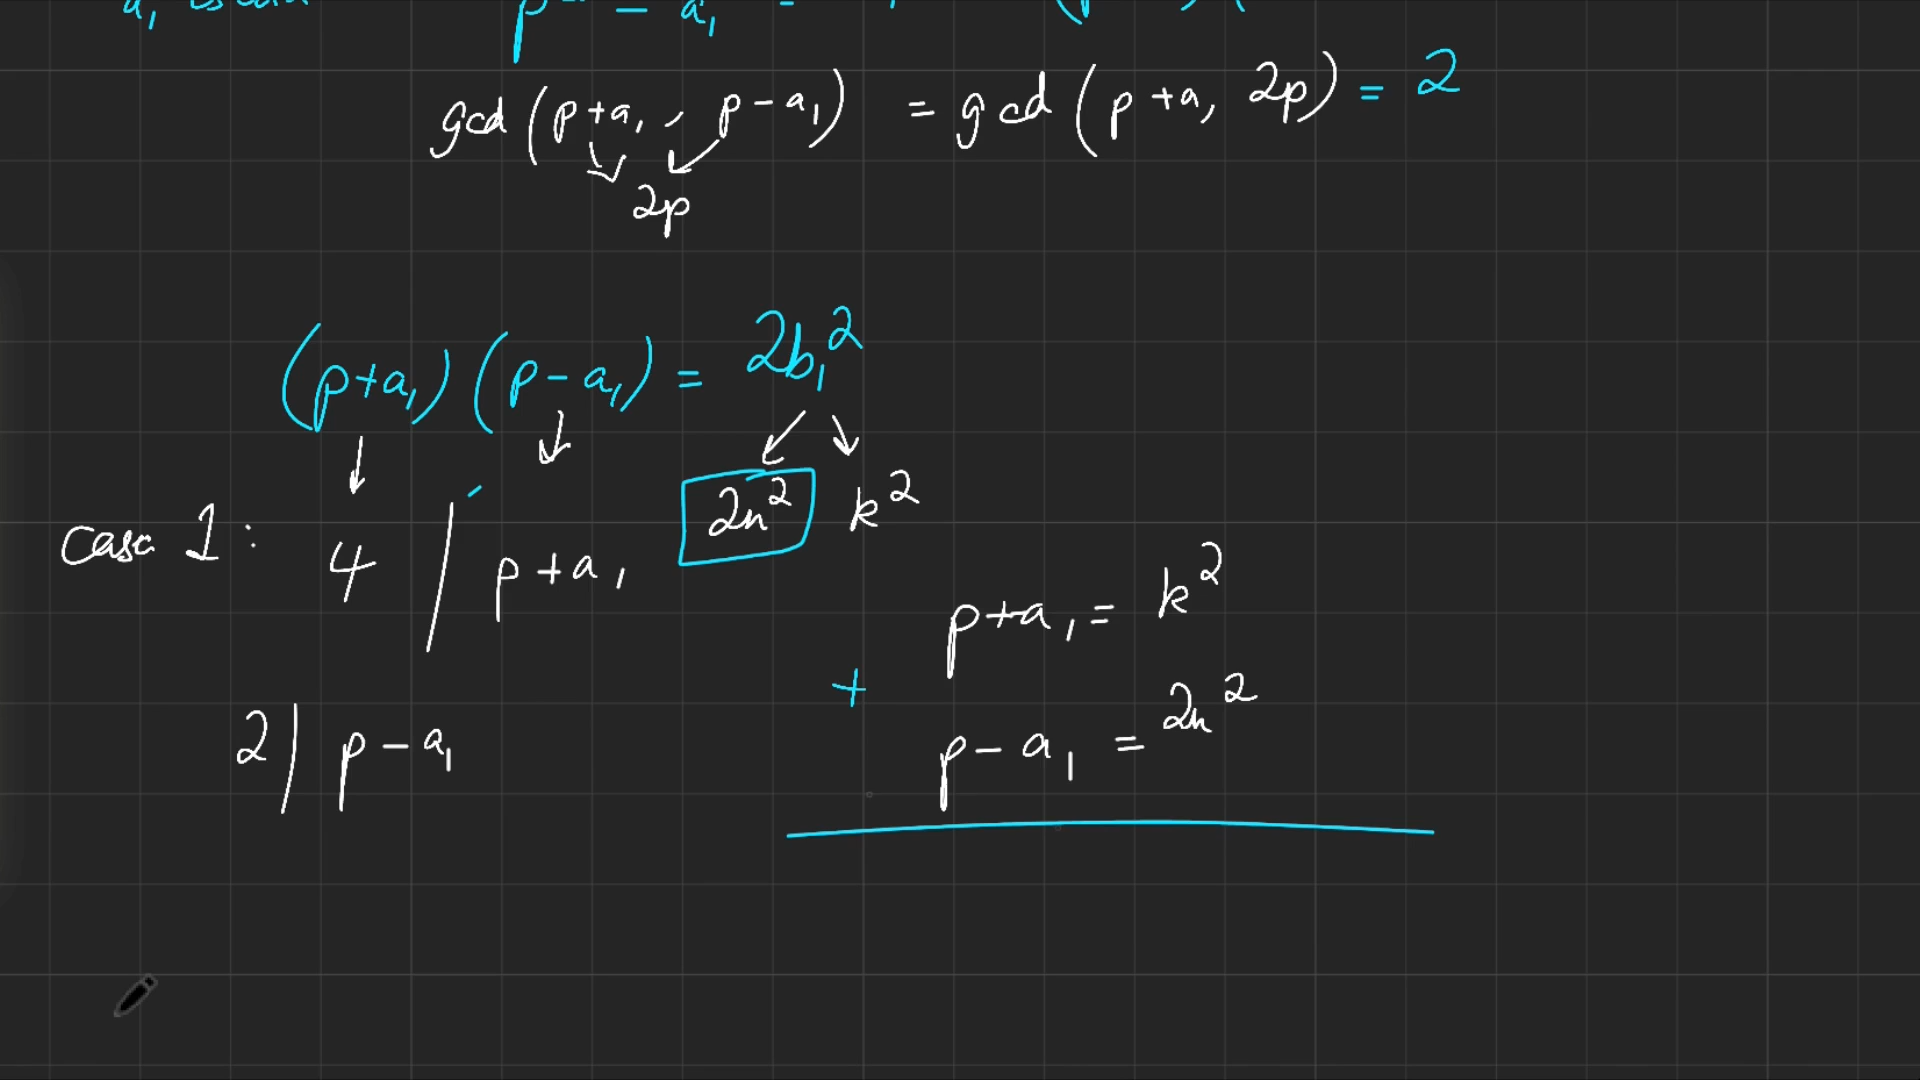 gcd (p+a₁, p-a₁) = gcd (p+a, 2p) = 2
2p
(p+a₁)(p-a₁) = 2b₁²
2n² k²
Case 1: 4 | p+a₁
p+a₁ = k²
+
2 | p-a₁
p-a₁ = 2n²